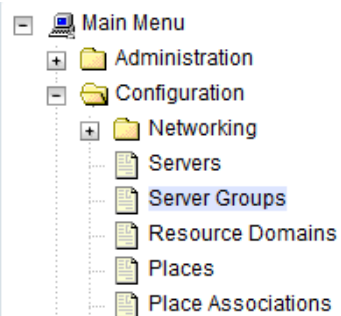 Main Menu
Administration
Configuration
Networking
Servers
Server Groups
Resource Domains
Places
Place Associations